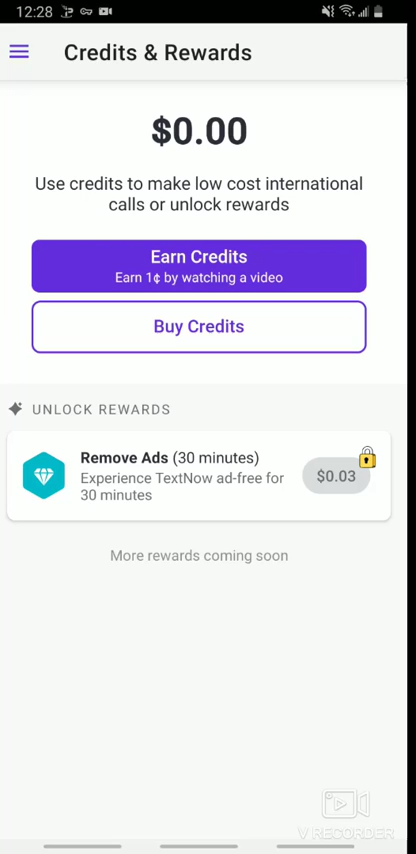 12:28
Credits & Rewards
$0.00
Use credits to make low cost international
calls or unlock rewards
Earn Credits
Earn 1¢ by watching a video
Buy Credits
UNLOCK REWARDS
Remove Ads (30 minutes)
Experience TextNow ad-free for
30 minutes
$0.03
More rewards coming soon
V RECORDER